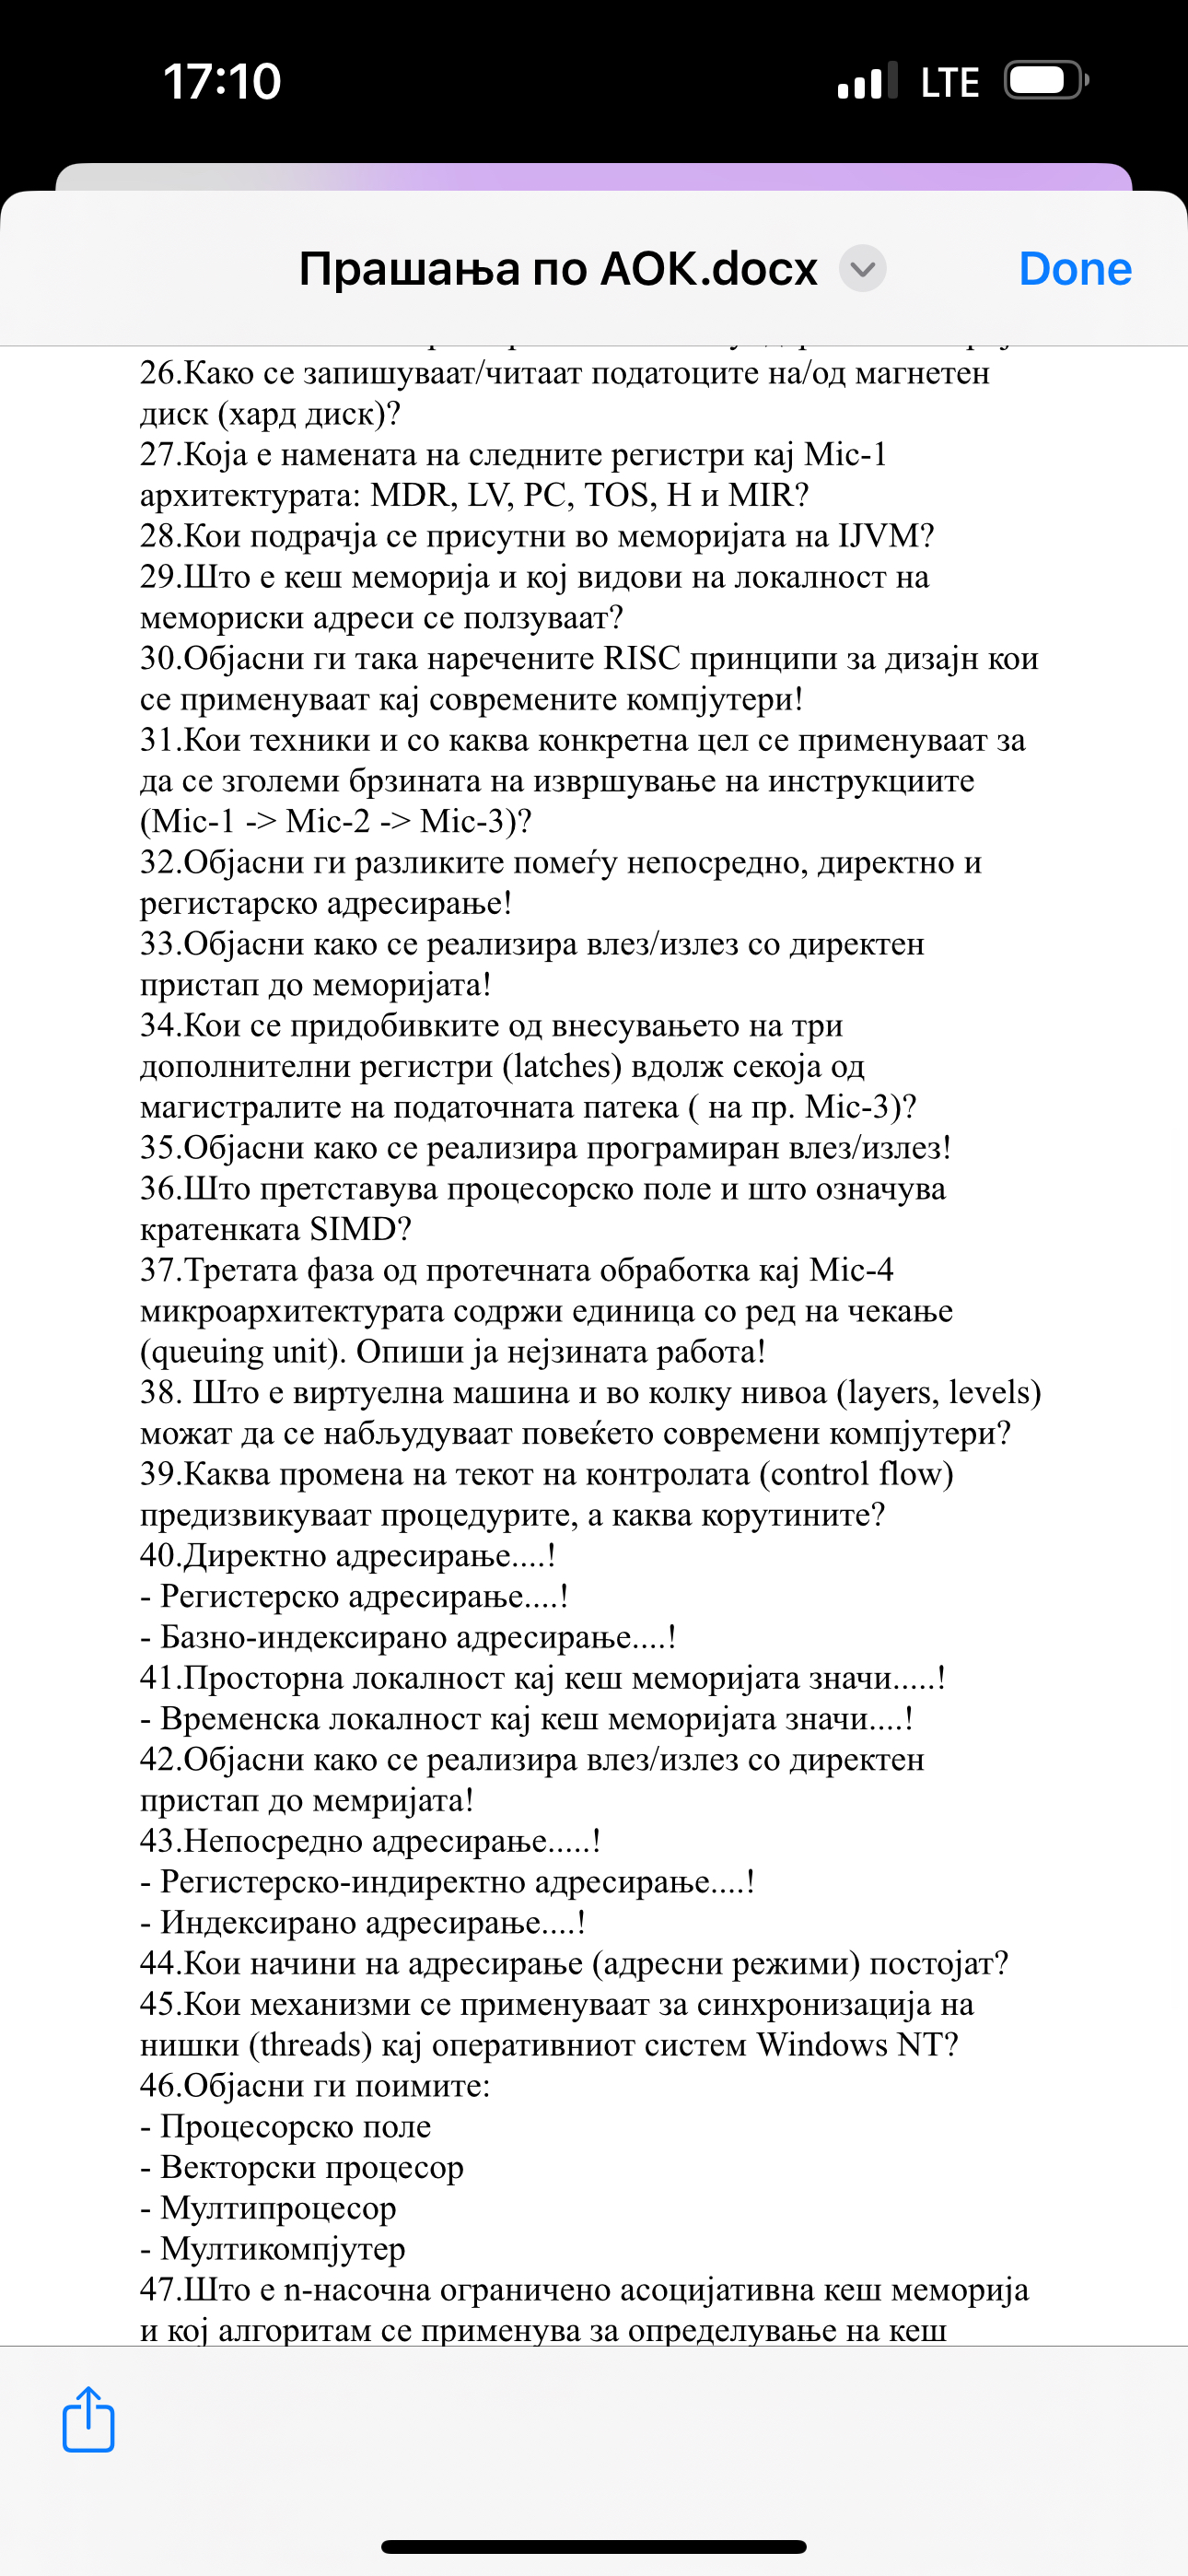 17:10
LTE
Прашања по АОК.docx
Done
26.Како се запишуваат/читаат податоците на/од магнетен
диск (хард диск)?
27.Која е намената на следните регистри кај Mic-1
архитектурата: MDR, LV, PC, TOS, H и MIR?
28.Кои подрачја се присутни во меморијата на IJVM?
29.Што е кеш меморија и кој видови на локалност на
мемориски адреси се ползуваат?
30.Објасни ги така наречените RISC принципи за дизајн кои
се применуваат кај современите компјутери!
31.Кои техники и со каква конкретна цел се применуваат за
да се зголеми брзината на извршување на инструкциите
(Mic-1 -> Mic-2 -> Mic-3)?
32.Објасни ги разликите помеѓу непосредно, директно и
регистарско адресирање!
33.Објасни како се реализира влез/излез со директен
пристап до меморијата!
34.Кои се придобивките од внесувањето на три
дополнителни регистри (latches) вдолж секоја од
магистралите на податочната патека ( на пр. Mic-3)?
35.Објасни како се реализира програмиран влез/излез!
36.Што претставува процесорско поле и што означува
кратенката SIMD?
37.Третата фаза од протечната обработка кај Mic-4
микроархитектурата содржи единица со ред на чекање
(queuing unit). Опиши ја нејзината работа!
38. Што е виртуелна машина и во колку нивоа (layers, levels)
можат да се набљудуваат повеќето современи компјутери?
39.Каква промена на текот на контролата (control flow)
предизвикуваат процедурите, а каква корутините?
40.Директно адресирање....!
- Регистерско адресирање....!
- Базно-индексирано адресирање....!
41.Просторна локалност кај кеш меморијата значи.....!
- Временска локалност кај кеш меморијата значи....!
42.Објасни како се реализира влез/излез со директен
пристап до мемријата!
43.Непосредно адресирање.....!
- Регистерско-индиректно адресирање....!
- Индексирано адресирање....!
44.Кои начини на адресирање (адресни режими) постојат?
45.Кои механизми се применуваат за синхронизација на
нишки (threads) кај оперативниот систем Windows NT?
46.Објасни ги поимите:
- Процесорско поле
- Векторски процесор
- Мултипроцесор
- Мултикомпјутер
47.Што е n-насочна ограничено асоцијативна кеш меморија
и кој алгоритам се применува за определување на кеш